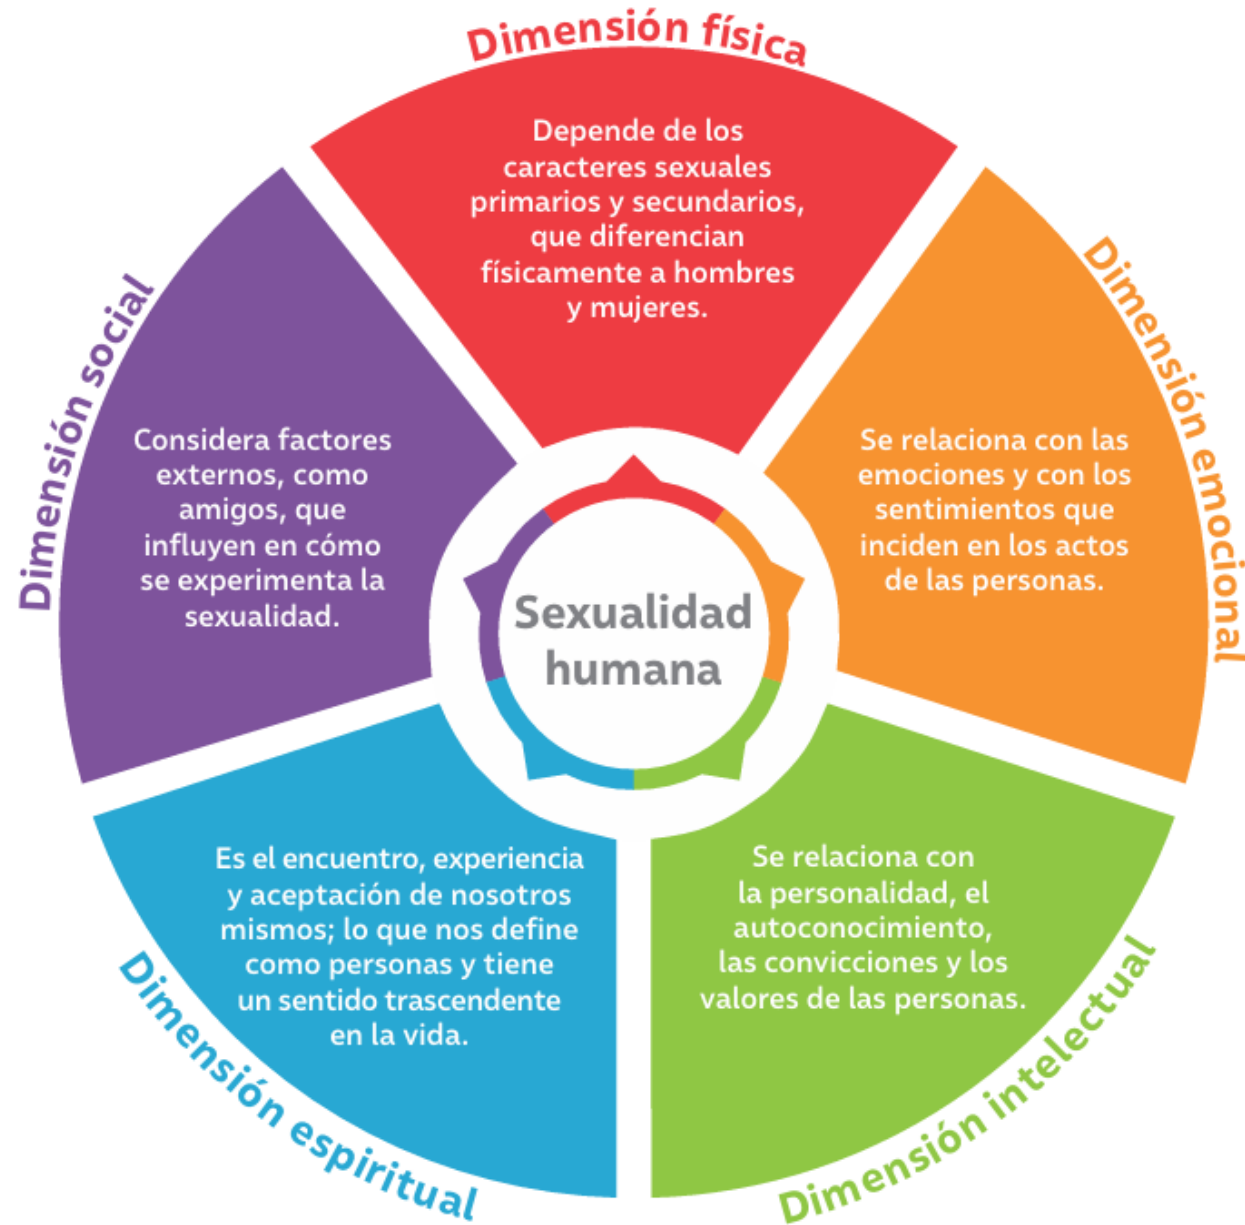 Dimensión física
Depende de los
caracteres sexuales
primarios y secundarios,
que diferencian
físicamente a hombres
y mujeres.
Dimensión emocional
Se relaciona con las
emociones y con los
sentimientos que
inciden en los actos
de las personas.
Dimensión intelectual
Se relaciona con
la personalidad, el
autoconocimiento,
las convicciones y los
valores de las personas.
Dimensión espiritual
Es el encuentro, experiencia
y aceptación de nosotros
mismos; lo que nos define
como personas y tiene
un sentido trascendente
en la vida.
Dimensión social
Considera factores
externos, como
amigos, que
influyen en cómo
se experimenta la
sexualidad.
Sexualidad
humana